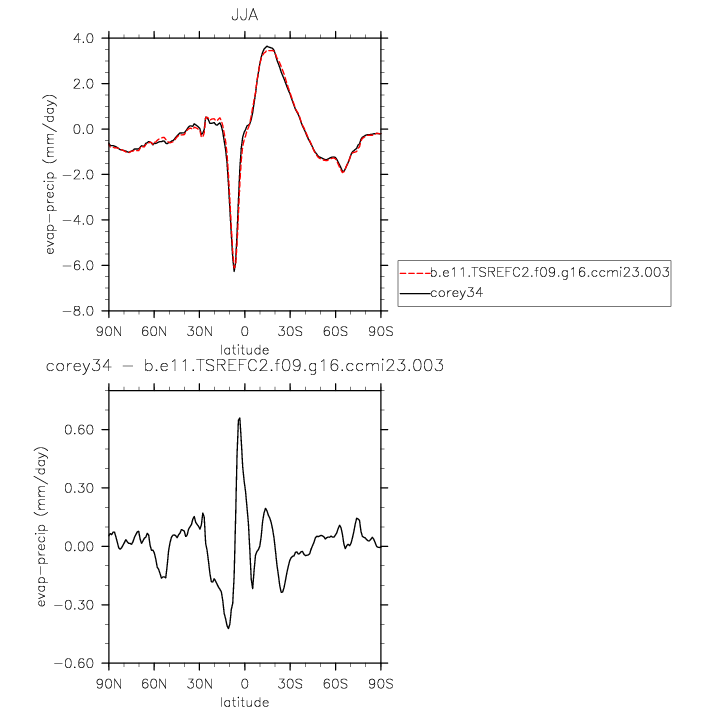 JJA
evap-precip (mm/day)
4.0
2.0
0.0
-2.0
-4.0
-6.0
-8.0
90N 60N 30N 0 30S 60S 90S
latitude
b.e11.TSREFC2.f09.g16.ccmi23.003
corey34
corey34 - b.e11.TSREFC2.f09.g16.ccmi23.003
evap-precip (mm/day)
0.60
0.30
0.00
-0.30
-0.60
90N 60N 30N 0 30S 60S 90S
latitude